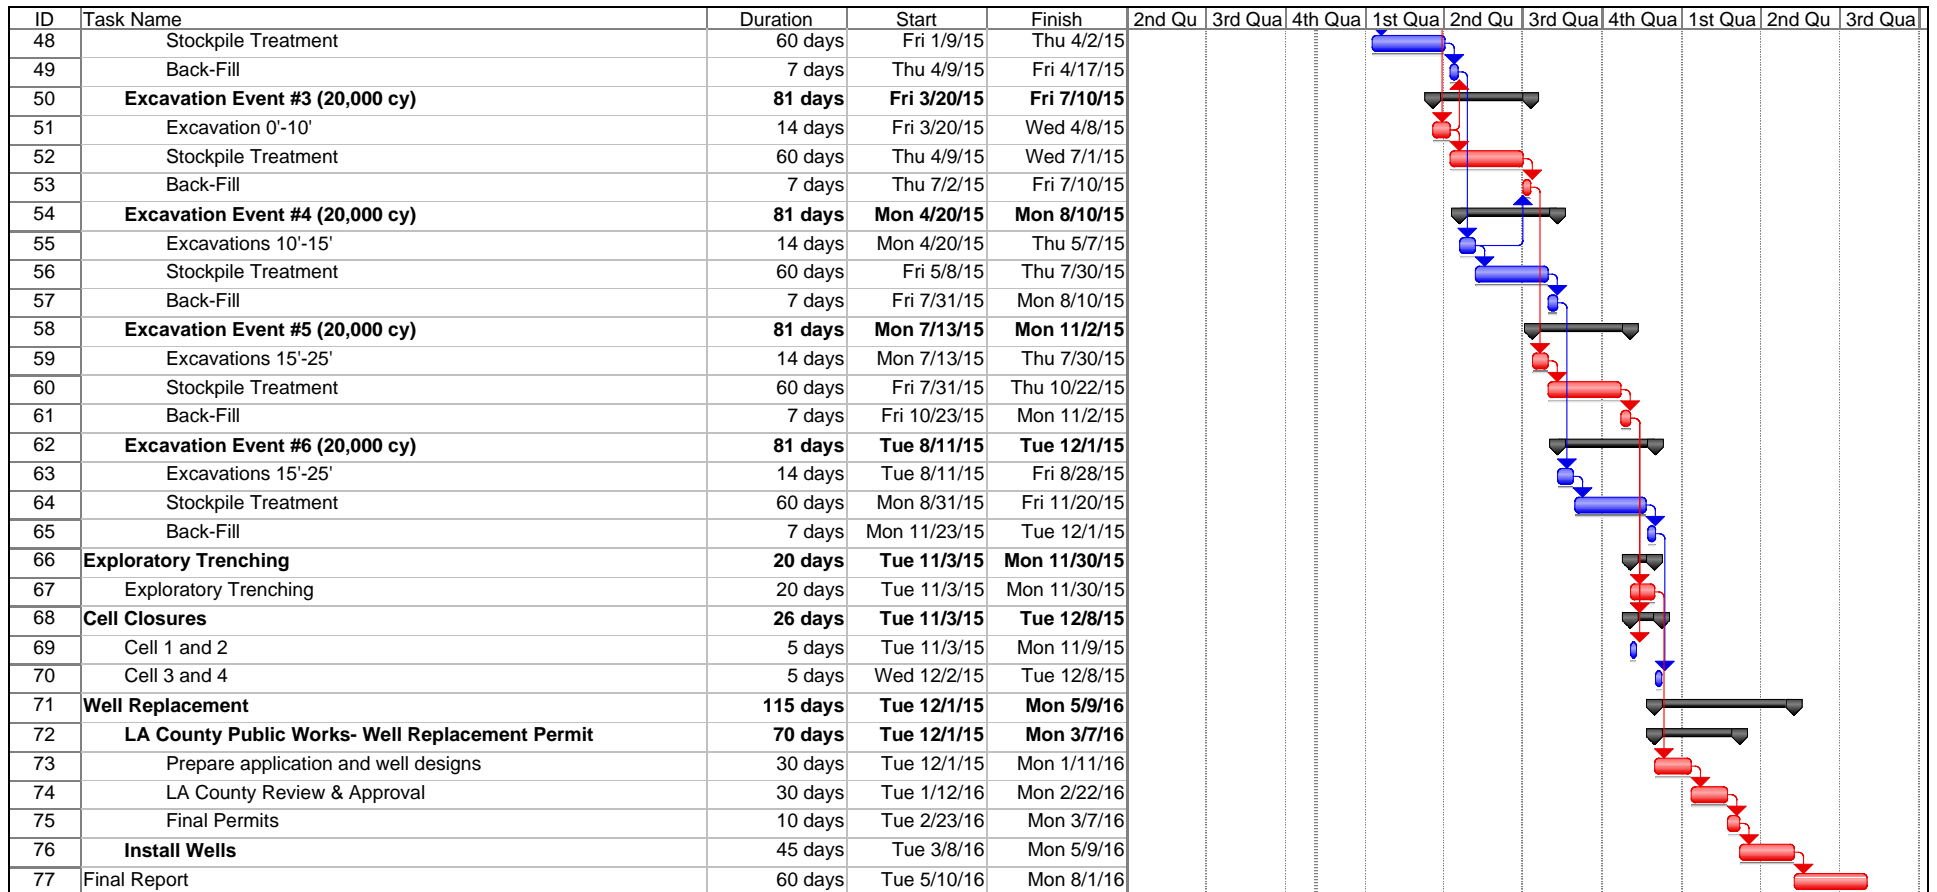 ID Task Name Duration Start Finish 2nd Qu 3rd Qua 4th Qua 1st Qua 2nd Qu 3rd Qua 4th Qua 1st Qua 2nd Qu 3rd Qua
48 Stockpile Treatment 60 days Fri 1/9/15 Thu 4/2/15
49 Back-Fill 7 days Thu 4/9/15 Fri 4/17/15
50 Excavation Event #3 (20,000 cy) 81 days Fri 3/20/15 Fri 7/10/15
51 Excavation 0'-10' 14 days Fri 3/20/15 Wed 4/8/15
52 Stockpile Treatment 60 days Thu 4/9/15 Wed 7/1/15
53 Back-Fill 7 days Thu 7/2/15 Fri 7/10/15
54 Excavation Event #4 (20,000 cy) 81 days Mon 4/20/15 Mon 8/10/15
55 Excavations 10'-15' 14 days Mon 4/20/15 Thu 5/7/15
56 Stockpile Treatment 60 days Fri 5/8/15 Thu 7/30/15
57 Back-Fill 7 days Fri 7/31/15 Mon 8/10/15
58 Excavation Event #5 (20,000 cy) 81 days Mon 7/13/15 Mon 11/2/15
59 Excavations 15'-25' 14 days Mon 7/13/15 Thu 7/30/15
60 Stockpile Treatment 60 days Fri 7/31/15 Thu 10/22/15
61 Back-Fill 7 days Fri 10/23/15 Mon 11/2/15
62 Excavation Event #6 (20,000 cy) 81 days Tue 8/11/15 Tue 12/1/15
63 Excavations 15'-25' 14 days Tue 8/11/15 Fri 8/28/15
64 Stockpile Treatment 60 days Mon 8/31/15 Fri 11/20/15
65 Back-Fill 7 days Mon 11/23/15 Tue 12/1/15
66 Exploratory Trenching 20 days Tue 11/3/15 Mon 11/30/15
67 Exploratory Trenching 20 days Tue 11/3/15 Mon 11/30/15
68 Cell Closures 26 days Tue 11/3/15 Tue 12/8/15
69 Cell 1 and 2 5 days Tue 11/3/15 Mon 11/9/15
70 Cell 3 and 4 5 days Wed 12/2/15 Tue 12/8/15
71 Well Replacement 115 days Tue 12/1/15 Mon 5/9/16
72 LA County Public Works- Well Replacement Permit 70 days Tue 12/1/15 Mon 3/7/16
73 Prepare application and well designs 30 days Tue 12/1/15 Mon 1/11/16
74 LA County Review & Approval 30 days Tue 1/12/16 Mon 2/22/16
75 Final Permits 10 days Tue 2/23/16 Mon 3/7/16
76 Install Wells 45 days Tue 3/8/16 Mon 5/9/16
77 Final Report 60 days Tue 5/10/16 Mon 8/1/16